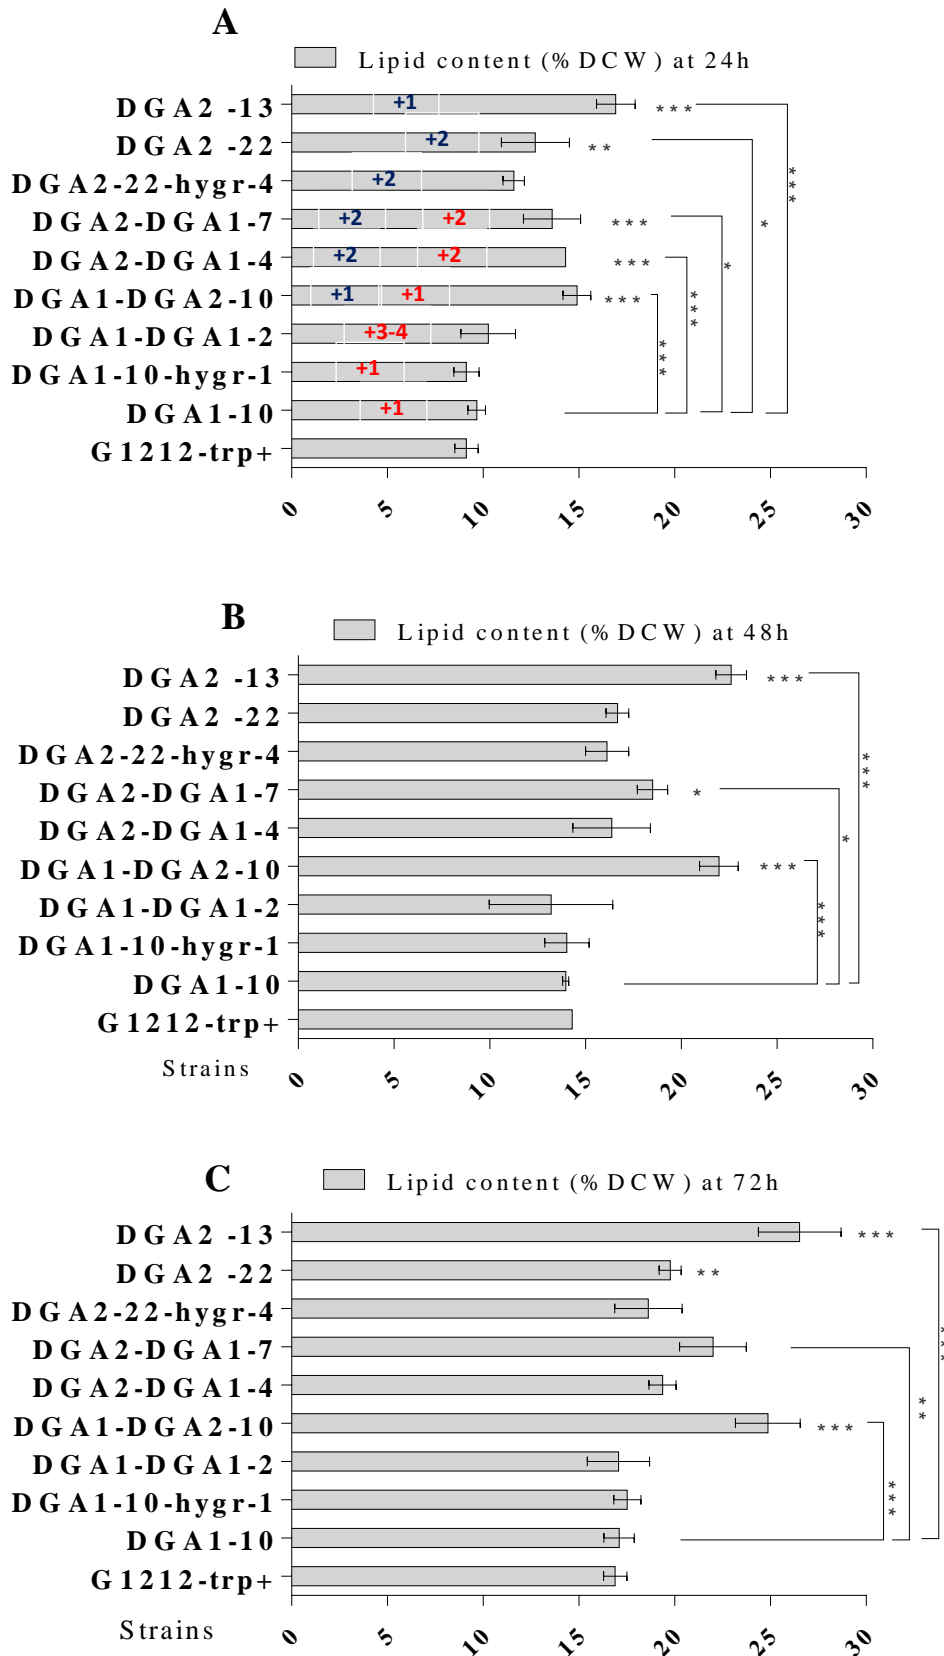 A
Lipid content (% DCW) at 24h
DGA2 -13 +1 ***
DGA2 -22 +2 **
DGA2-22-hygr-4 +2
DGA2-DGA1-7 +2 +2 ***
DGA2-DGA1-4 +2 +2 ***
DGA1-DGA2-10 +1 +1 ***
DGA1-DGA1-2 +3-4
DGA1-10-hygr-1 +1
DGA1-10 +1
G1212-trp+
*** *** * * ***
0 5 10 15 20 25 30
B
Lipid content (% DCW) at 48h
DGA2 -13 ***
DGA2 -22
DGA2-22-hygr-4
DGA2-DGA1-7 *
DGA2-DGA1-4
DGA1-DGA2-10 ***
DGA1-DGA1-2
DGA1-10-hygr-1
DGA1-10
G1212-trp+
*** * ***
Strains
0 5 10 15 20 25 30
C
Lipid content (% DCW) at 72h
DGA2 -13 ***
DGA2 -22 **
DGA2-22-hygr-4
DGA2-DGA1-7
DGA2-DGA1-4
DGA1-DGA2-10 ***
DGA1-DGA1-2
DGA1-10-hygr-1
DGA1-10
G1212-trp+
*** ** ***
Strains
0 5 10 15 20 25 30